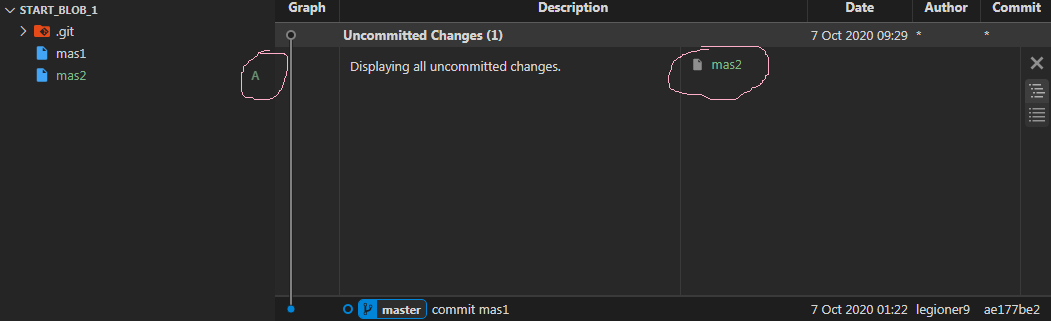 START_BLOB_1
.git
mas1
mas2 A
Graph Description Date Author Commit
Uncommitted Changes (1) 7 Oct 2020 09:29 * *
Displaying all uncommitted changes. mas2
master commit mas1 7 Oct 2020 01:22 legioner9 ae177be2